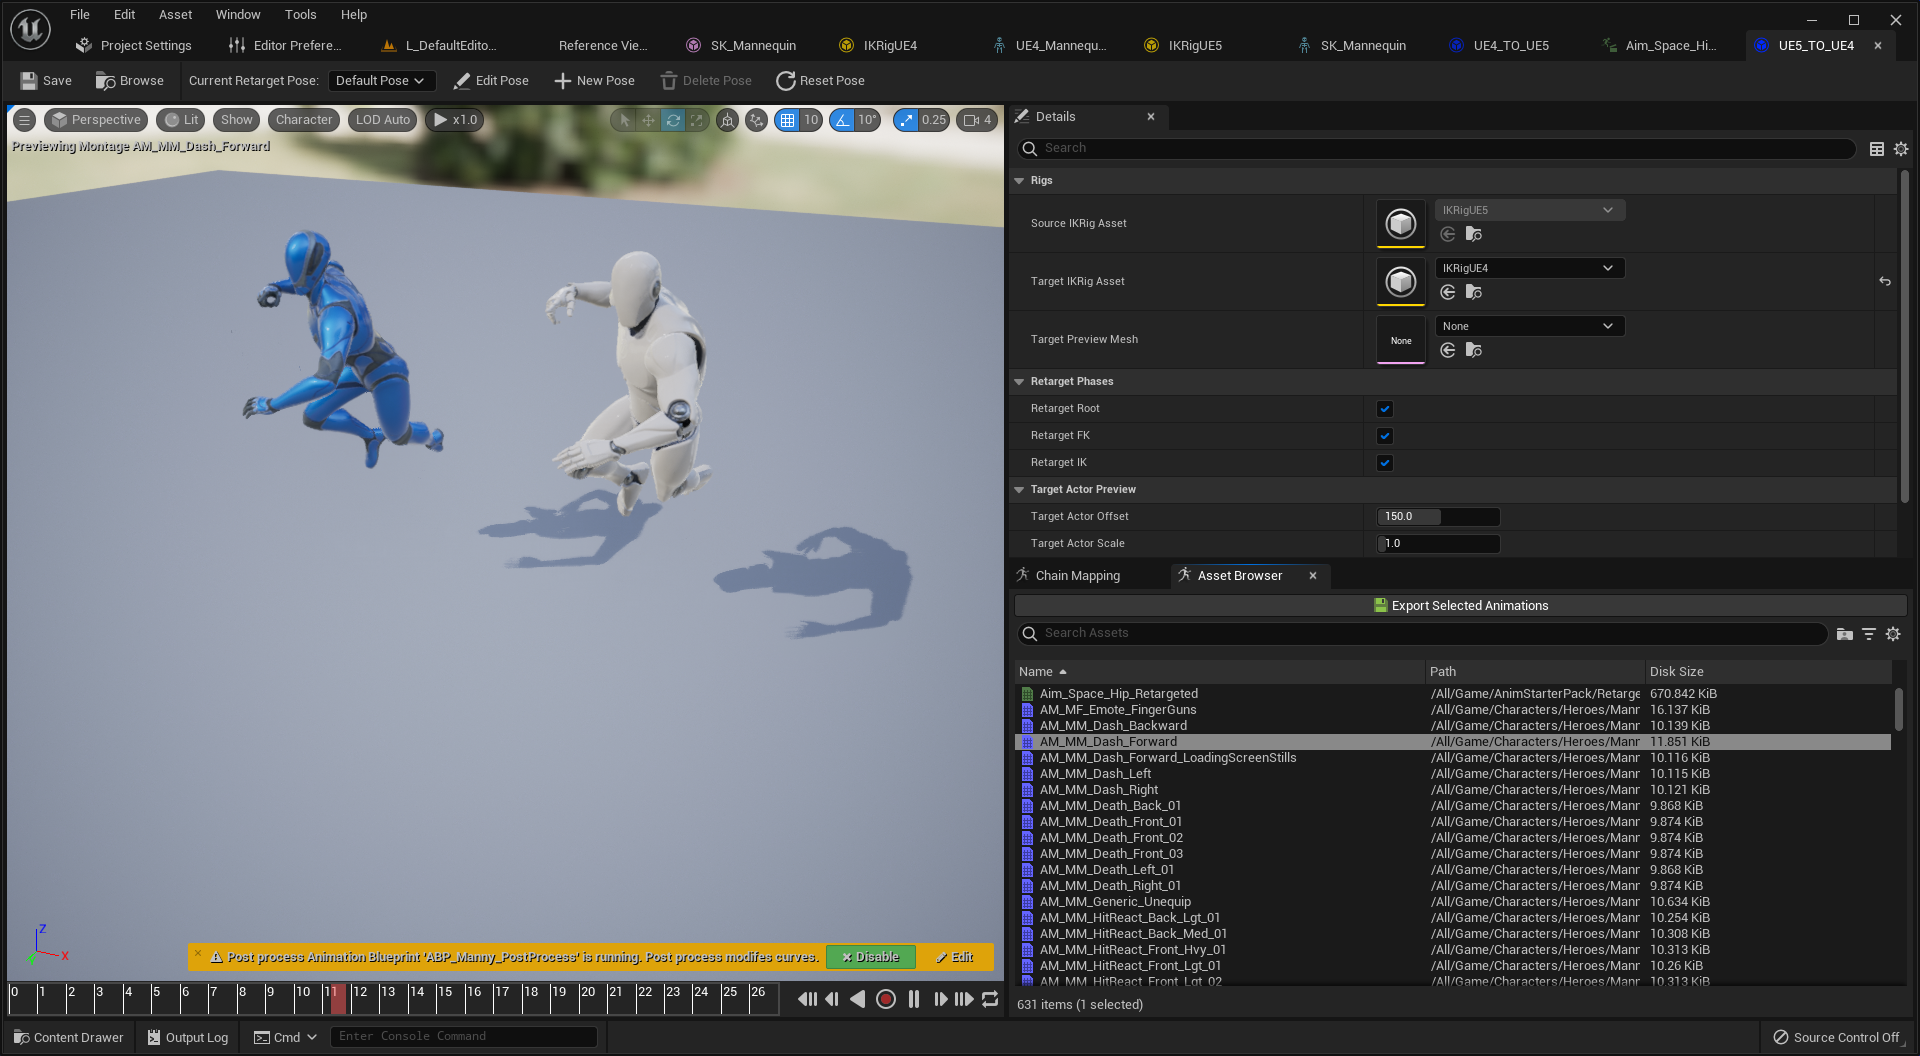 File Edit Asset Window Tools Help
Project Settings Editor Prefere... L_DefaultEdito... Reference Vie... SK_Mannequin IKRigUE4 UE4_Mannequ... IKRigUE5 SK_Mannequin UE4_TO_UE5 Aim_Space_Hi... UE5_TO_UE4
Save Browse Current Retarget Pose: Default Pose Edit Pose New Pose Delete Pose Reset Pose
Perspective Lit Show Character LOD Auto x1.0 10 10° 0.25 4
Previewing Montage AM_MM_Dash_Forward
Details
Search
Rigs
Source IKRig Asset IKRigUE5
Target IKRig Asset IKRigUE4
Target Preview Mesh None None
Retarget Phases
Retarget Root
Retarget FK
Retarget IK
Target Actor Preview
Target Actor Offset 150.0
Target Actor Scale 1.0
Chain Mapping Asset Browser
Export Selected Animations
Search Assets
Name Path Disk Size
Aim_Space_Hip_Retargeted /All/Game/AnimStarterPack/Retarge 670.842 KiB
AM_MF_Emote_FingerGuns /All/Game/Characters/Heroes/Manr 16.137 KiB
AM_MM_Dash_Backward /All/Game/Characters/Heroes/Manr 10.139 KiB
AM_MM_Dash_Forward /All/Game/Characters/Heroes/Manr 11.851 KiB
AM_MM_Dash_Forward_LoadingScreenStills /All/Game/Characters/Heroes/Manr 10.116 KiB
AM_MM_Dash_Left /All/Game/Characters/Heroes/Manr 10.115 KiB
AM_MM_Dash_Right /All/Game/Characters/Heroes/Manr 10.121 KiB
AM_MM_Death_Back_01 /All/Game/Characters/Heroes/Manr 9.868 KiB
AM_MM_Death_Front_01 /All/Game/Characters/Heroes/Manr 9.874 KiB
AM_MM_Death_Front_02 /All/Game/Characters/Heroes/Manr 9.874 KiB
AM_MM_Death_Front_03 /All/Game/Characters/Heroes/Manr 9.874 KiB
AM_MM_Death_Left_01 /All/Game/Characters/Heroes/Manr 9.868 KiB
AM_MM_Death_Right_01 /All/Game/Characters/Heroes/Manr 9.874 KiB
AM_MM_Generic_Unequip /All/Game/Characters/Heroes/Manr 10.634 KiB
AM_MM_HitReact_Back_Lgt_01 /All/Game/Characters/Heroes/Manr 10.254 KiB
AM_MM_HitReact_Back_Med_01 /All/Game/Characters/Heroes/Manr 10.308 KiB
AM_MM_HitReact_Front_Hvy_01 /All/Game/Characters/Heroes/Manr 10.313 KiB
AM_MM_HitReact_Front_Lgt_01 /All/Game/Characters/Heroes/Manr 10.26 KiB
AM_MM_HitReact_Front_Lgt_02 /All/Game/Characters/Heroes/Manr 10.313 KiB
631 items (1 selected)
Z
X
Post process Animation Blueprint 'ABP_Manny_PostProcess' is running. Post process modifes curves. Disable Edit
0 1 2 3 4 5 6 7 8 9 10 11 12 13 14 15 16 17 18 19 20 21 22 23 24 25 26
Content Drawer Output Log Cmd Enter Console Command Source Control Off